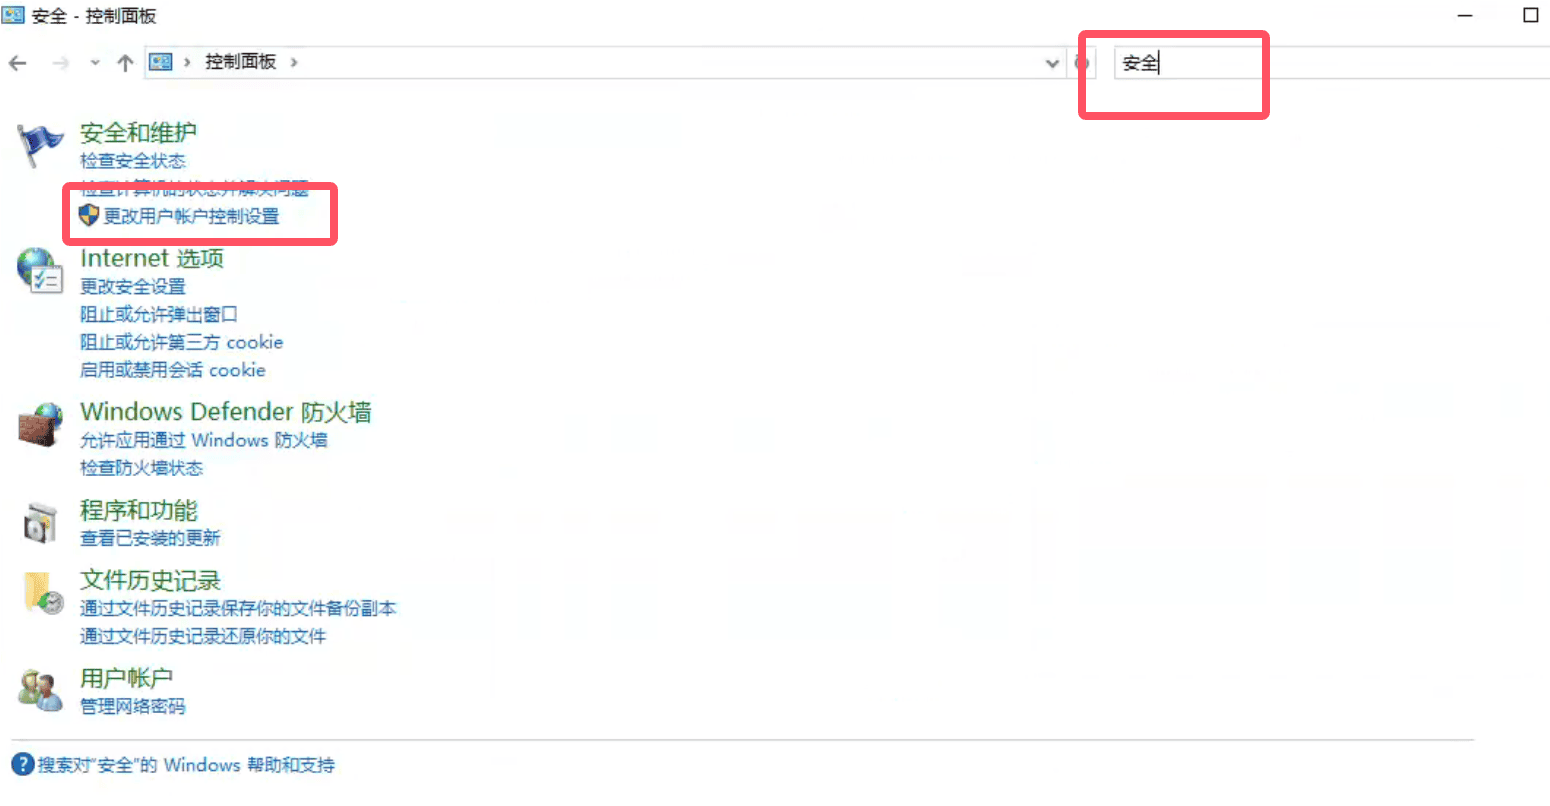 安全 - 控制面板
控制面板
安全
安全和维护
检查安全状态
检查计算机的状态并解决问题
更改用户帐户控制设置
Internet 选项
更改安全设置
阻止或允许弹出窗口
阻止或允许第三方 cookie
启用或禁用会话 cookie
Windows Defender 防火墙
允许应用通过 Windows 防火墙
检查防火墙状态
程序和功能
查看已安装的更新
文件历史记录
通过文件历史记录保存你的文件备份副本
通过文件历史记录还原你的文件
用户帐户
管理网络密码
搜索对"安全"的 Windows 帮助和支持